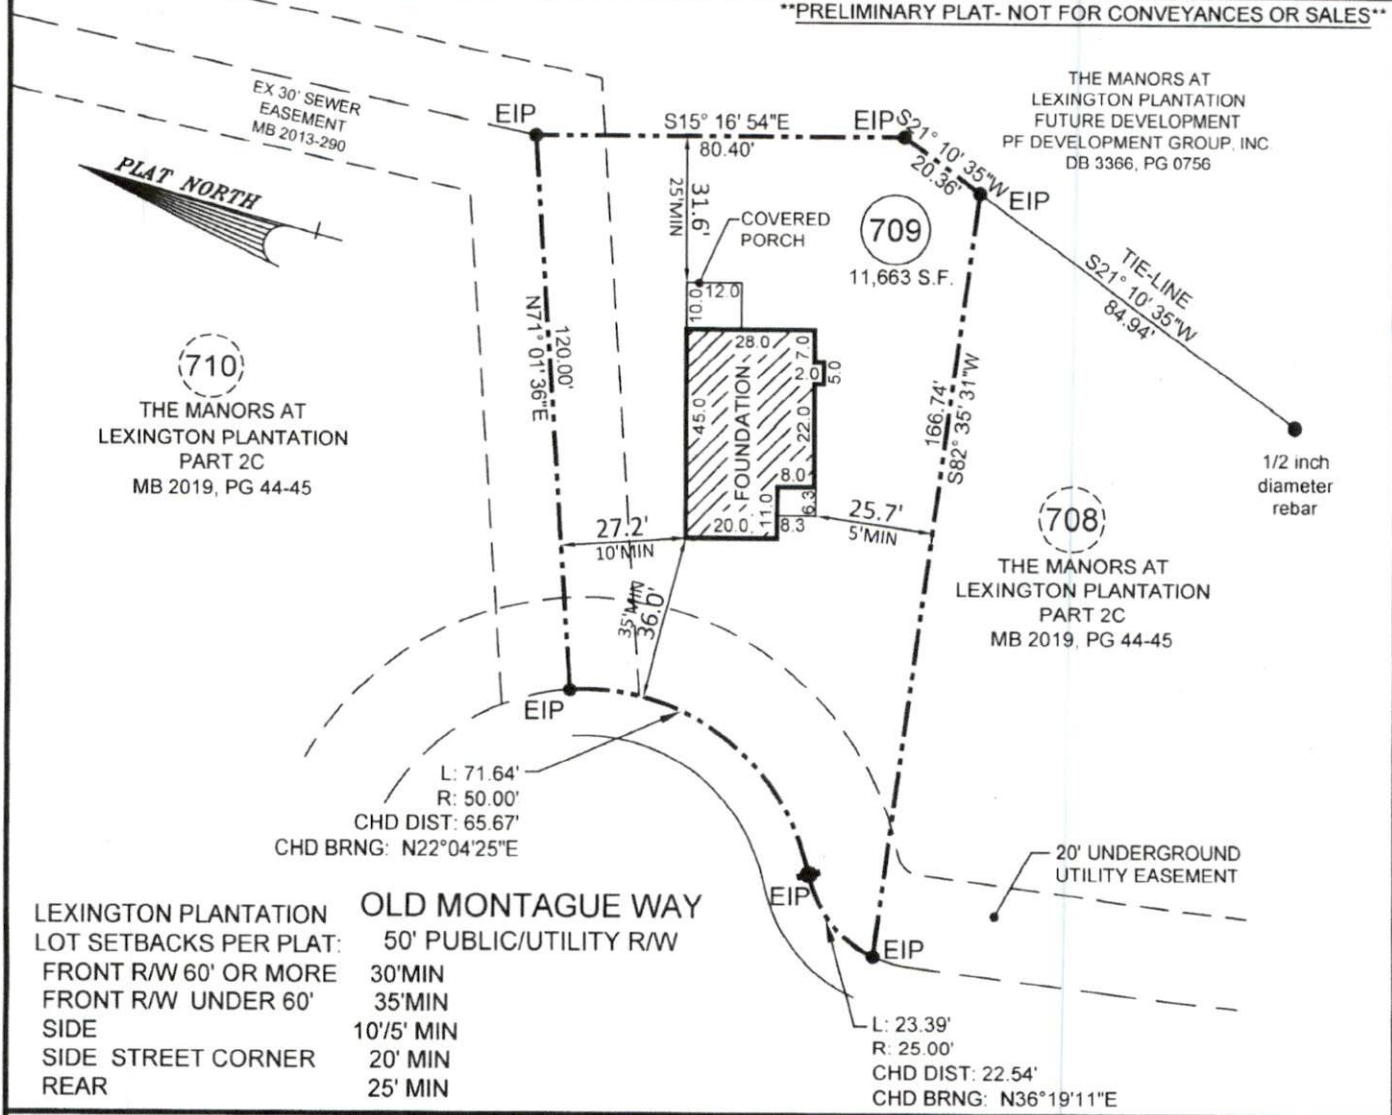 **PRELIMINARY PLAT- NOT FOR CONVEYANCES OR SALES**
EX 30' SEWER
EASEMENT
MB 2013-290
PLAT NORTH
EIP
S15° 16' 54"E
80.40'
EIP
S21° 10' 35"W
20.36'
EIP
THE MANORS AT
LEXINGTON PLANTATION
FUTURE DEVELOPMENT
PF DEVELOPMENT GROUP, INC
DB 3366, PG 0756
31.6'
25'MIN
COVERED
PORCH
709
11,663 S.F.
TIE-LINE
S21° 10' 35"W
84.94'
1/2 inch
diameter
rebar
10.0
12.0
N71° 01' 36"E
120.00'
710
THE MANORS AT
LEXINGTON PLANTATION
PART 2C
MB 2019, PG 44-45
28.0
7.0
2.0
5.0
45.0
FOUNDATION
22.0
8.0
11.0
6.3
20.0
8.3
166.74'
S82° 35' 31"W
27.2'
10'MIN
25.7'
5'MIN
35'MIN
36.0'
708
THE MANORS AT
LEXINGTON PLANTATION
PART 2C
MB 2019, PG 44-45
EIP
L: 71.64'
R: 50.00'
CHD DIST: 65.67'
CHD BRNG: N22°04'25"E
EIP
20' UNDERGROUND
UTILITY EASEMENT
EIP
OLD MONTAGUE WAY
50' PUBLIC/UTILITY R/W
LEXINGTON PLANTATION
LOT SETBACKS PER PLAT:
FRONT R/W 60' OR MORE 30'MIN
FRONT R/W UNDER 60' 35'MIN
SIDE 10'/5' MIN
SIDE STREET CORNER 20' MIN
REAR 25' MIN
L: 23.39'
R: 25.00'
CHD DIST: 22.54'
CHD BRNG: N36°19'11"E